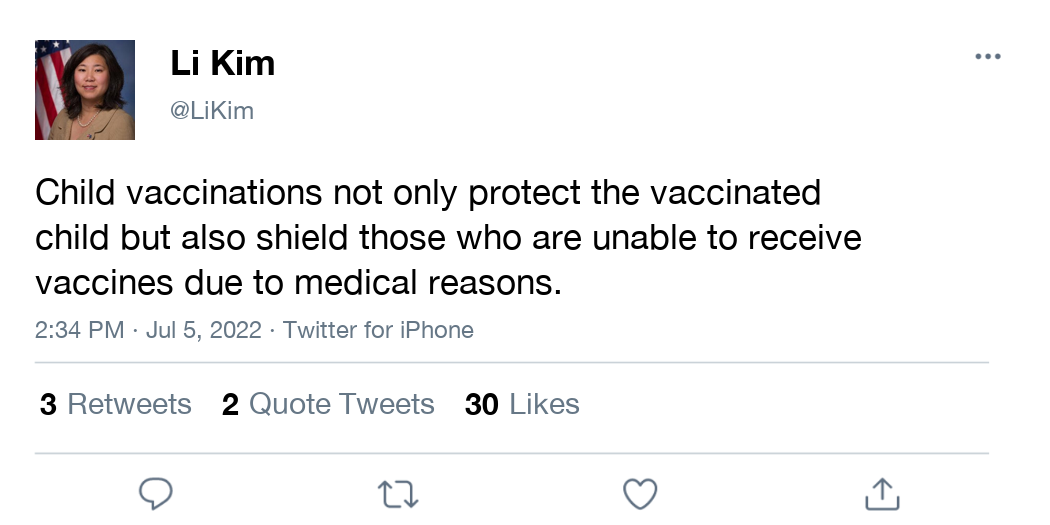 Li Kim
@LiKim
Child vaccinations not only protect the vaccinated
child but also shield those who are unable to receive
vaccines due to medical reasons.
2:34 PM · Jul 5, 2022 · Twitter for iPhone
3 Retweets 2 Quote Tweets 30 Likes